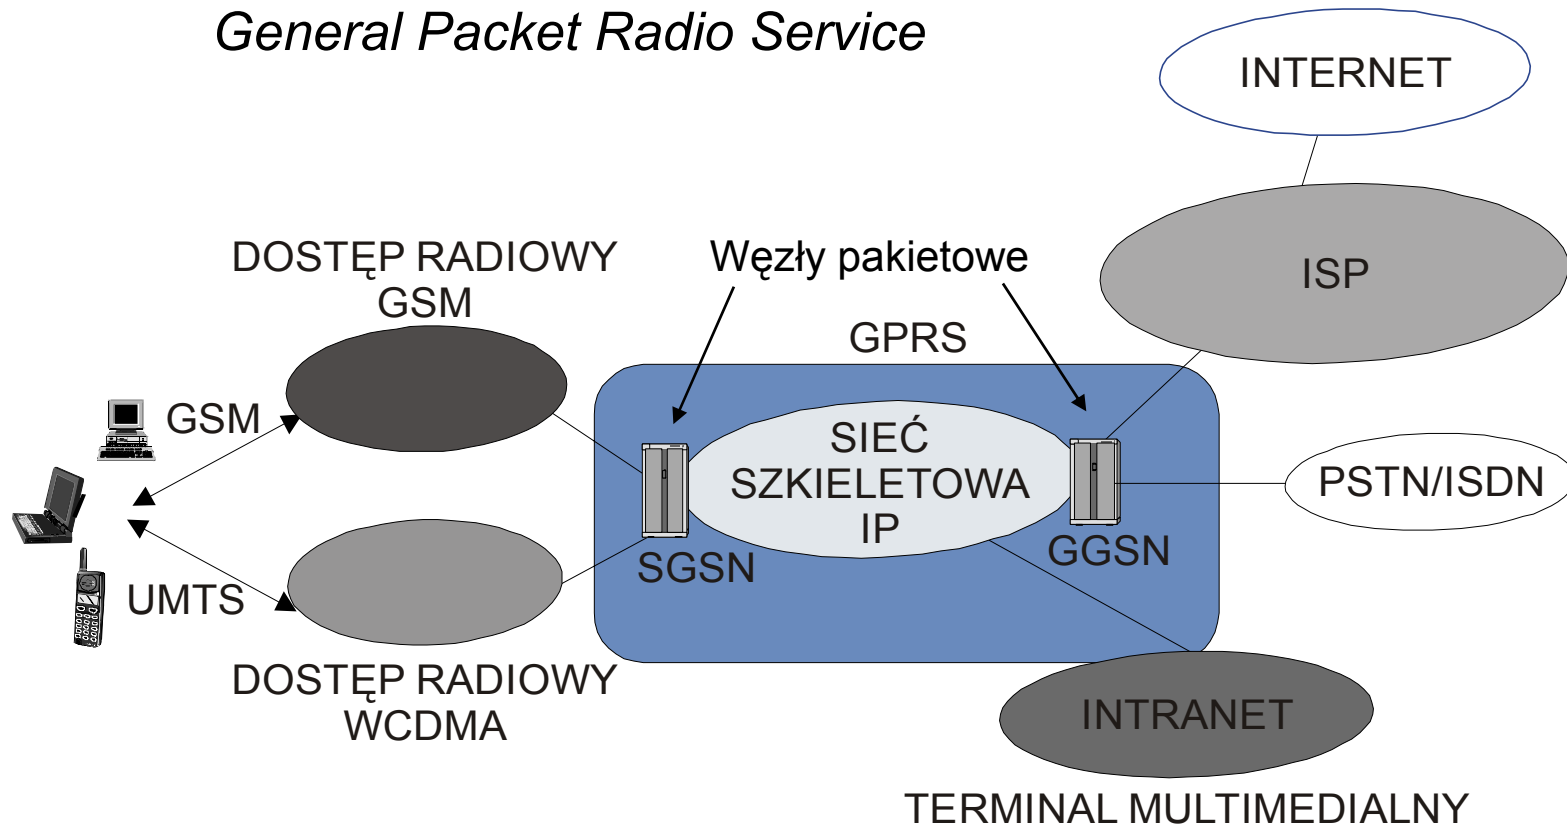 General Packet Radio Service
INTERNET
ISP
DOSTĘP RADIOWY
GSM
Węzły pakietowe
GPRS
GSM
SIEĆ
SZKIELETOWA
IP
PSTN/ISDN
SGSN
GGSN
UMTS
DOSTĘP RADIOWY
WCDMA
INTRANET
TERMINAL MULTIMEDIALNY